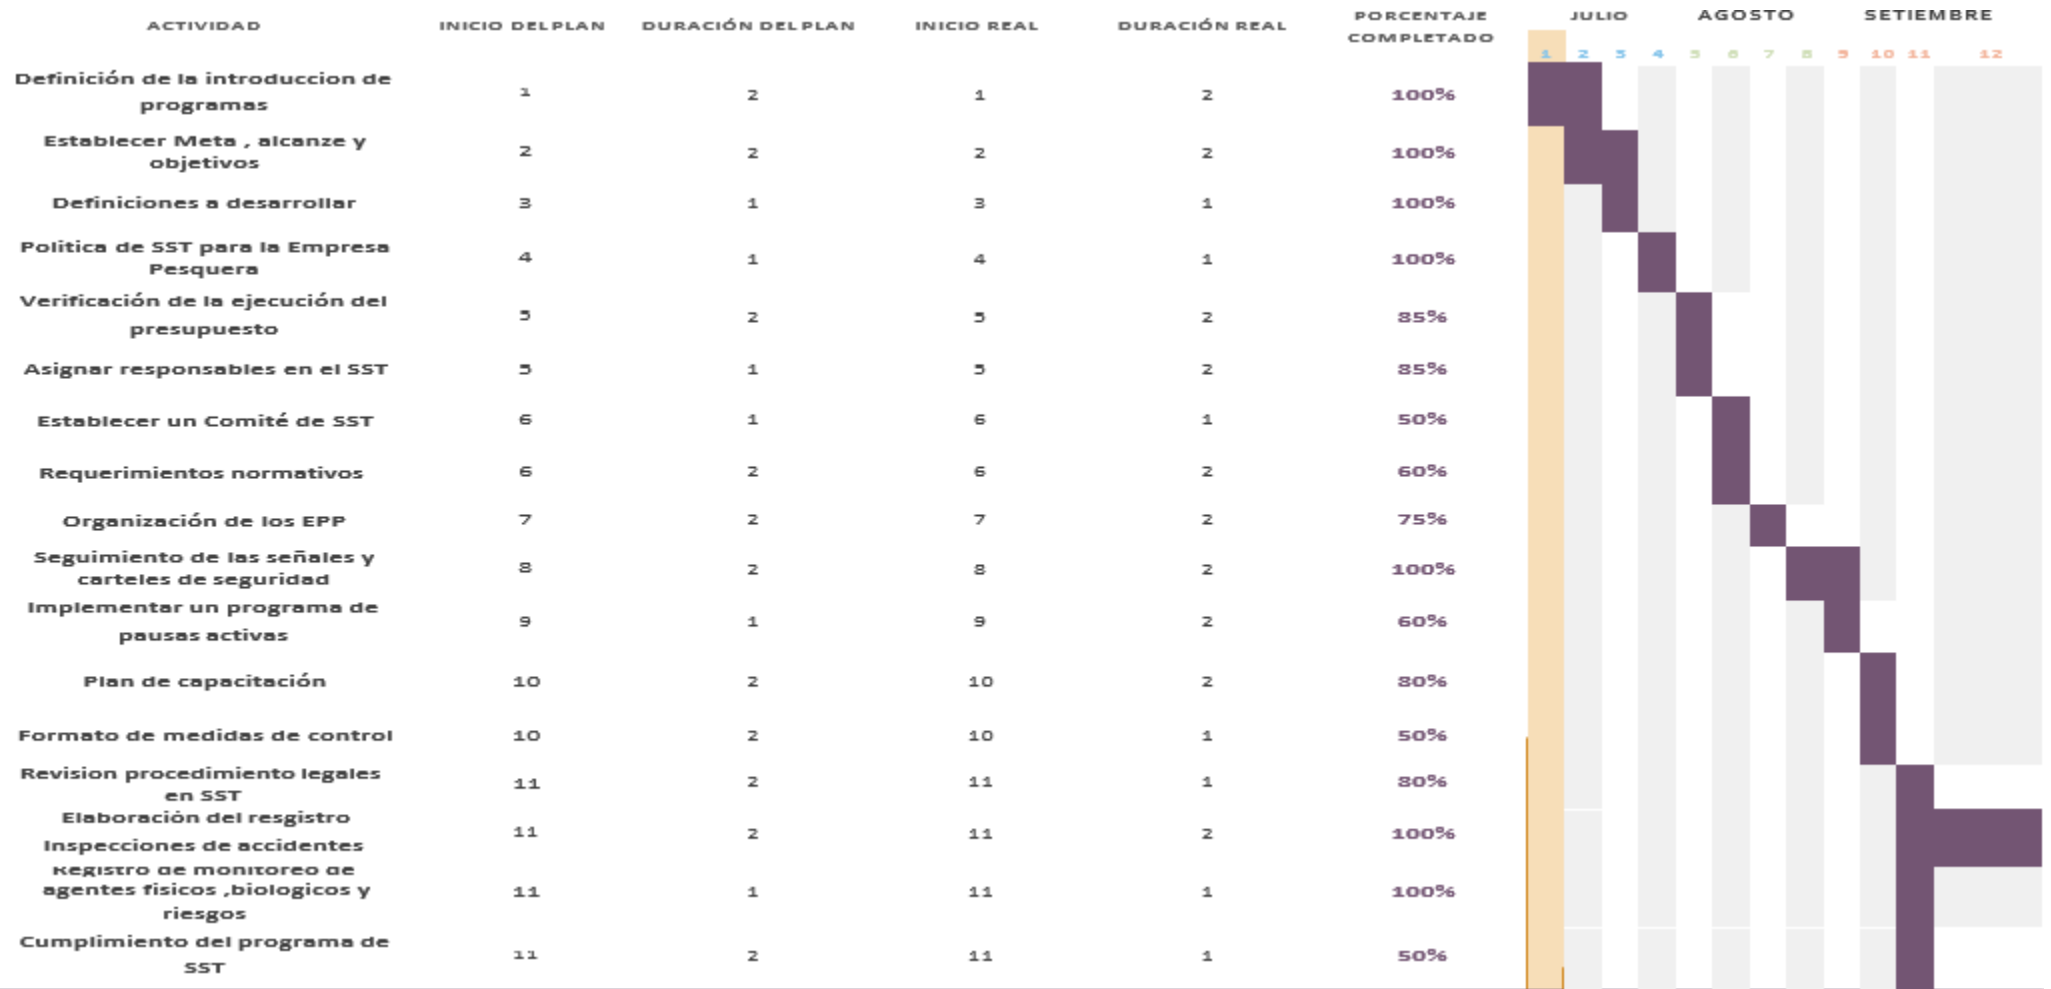 ACTIVIDAD INICIO DEL PLAN DURACIÓN DEL PLAN INICIO REAL DURACIÓN REAL PORCENTAJE COMPLETADO JULIO AGOSTO SETIEMBRE
1 2 3 4 5 6 7 8 9 10 11 12
Definición de la introduccion de
programas
1 2 1 2 100%
Establecer Meta , alcanze y
objetivos
2 2 2 2 100%
Definiciones a desarrollar 3 1 3 1 100%
Politica de SST para la Empresa
Pesquera
4 1 4 1 100%
Verificación de la ejecución del
presupuesto
5 2 5 2 85%
Asignar responsables en el SST 5 1 5 2 85%
Establecer un Comité de SST 6 1 6 1 50%
Requerimientos normativos 6 2 6 2 60%
Organización de los EPP 7 2 7 2 75%
Seguimiento de las señales y
carteles de seguridad
8 2 8 2 100%
Implementar un programa de
pausas activas
9 1 9 2 60%
Plan de capacitación 10 2 10 2 80%
Formato de medidas de control 10 2 10 1 50%
Revision procedimiento legales
en SST
11 2 11 1 80%
Elaboración del resgistro
Inspecciones de accidentes
11 2 11 2 100%
Registro de monitoreo de
agentes fisicos ,biologicos y
riesgos
11 1 11 1 100%
Cumplimiento del programa de
SST
11 2 11 1 50%